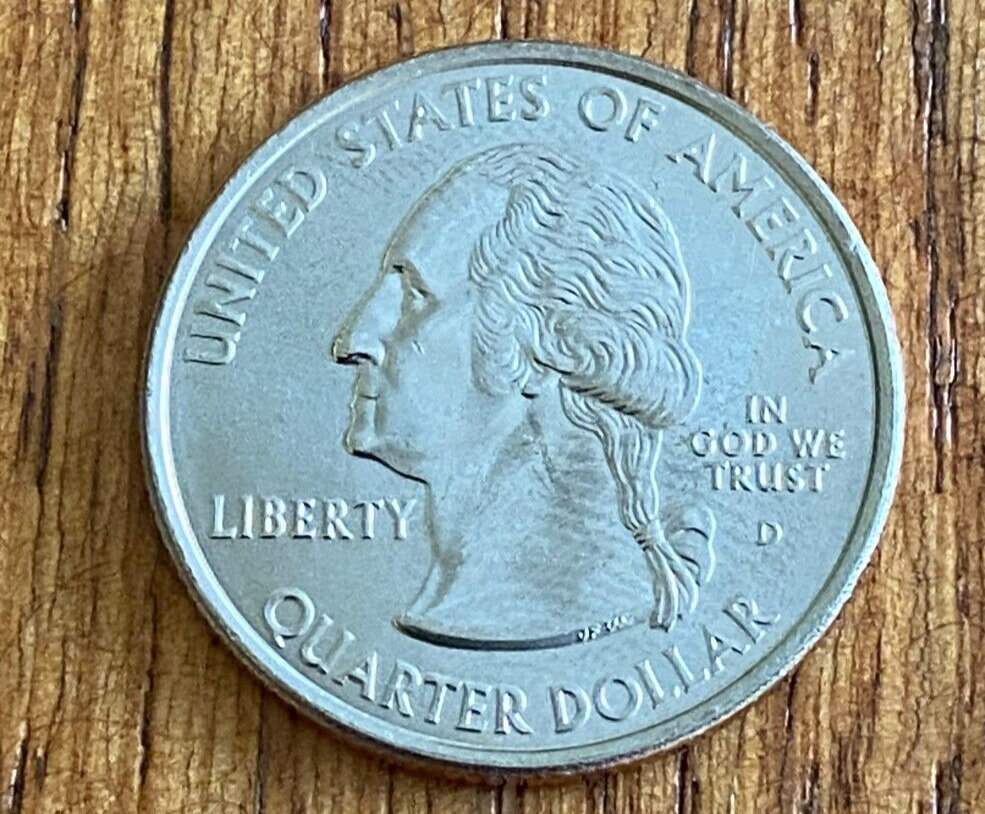 UNITED STATES OF AMERICA
IN
GOD WE
TRUST
LIBERTY
D
QUARTER DOLLAR